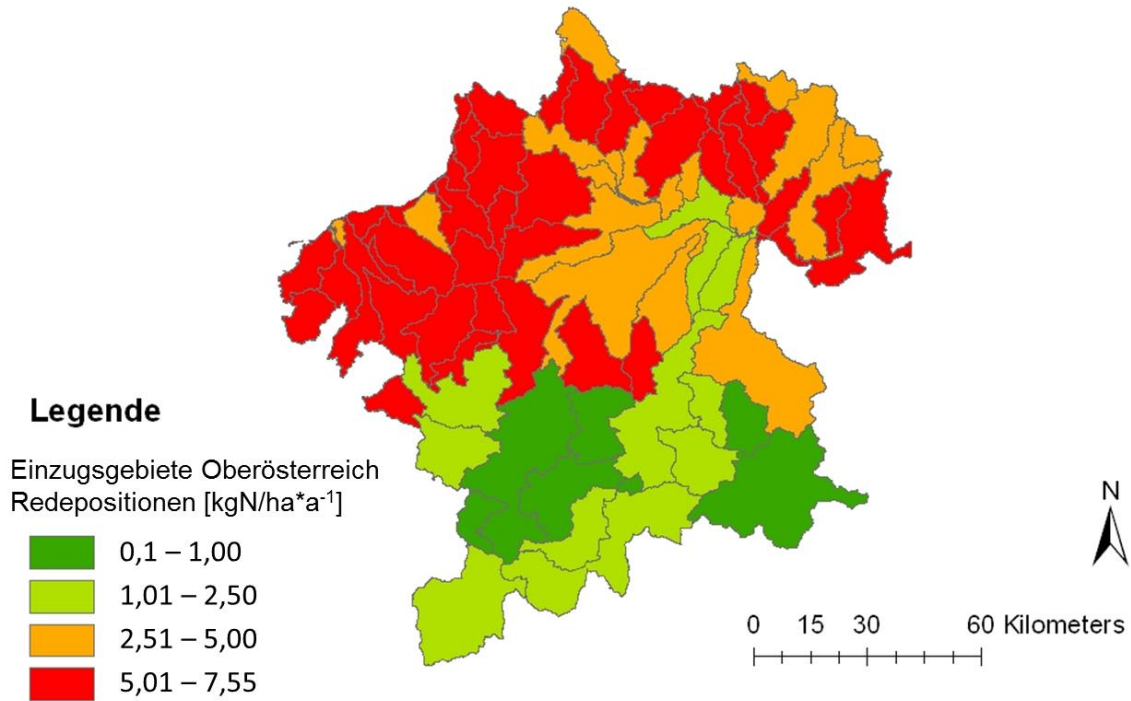 Legende
Einzugsgebiete Oberösterreich
Redepositionen [kgN/ha*a⁻¹]
0,1 – 1,00
1,01 – 2,50
2,51 – 5,00
5,01 – 7,55
N
0 15 30 60 Kilometers